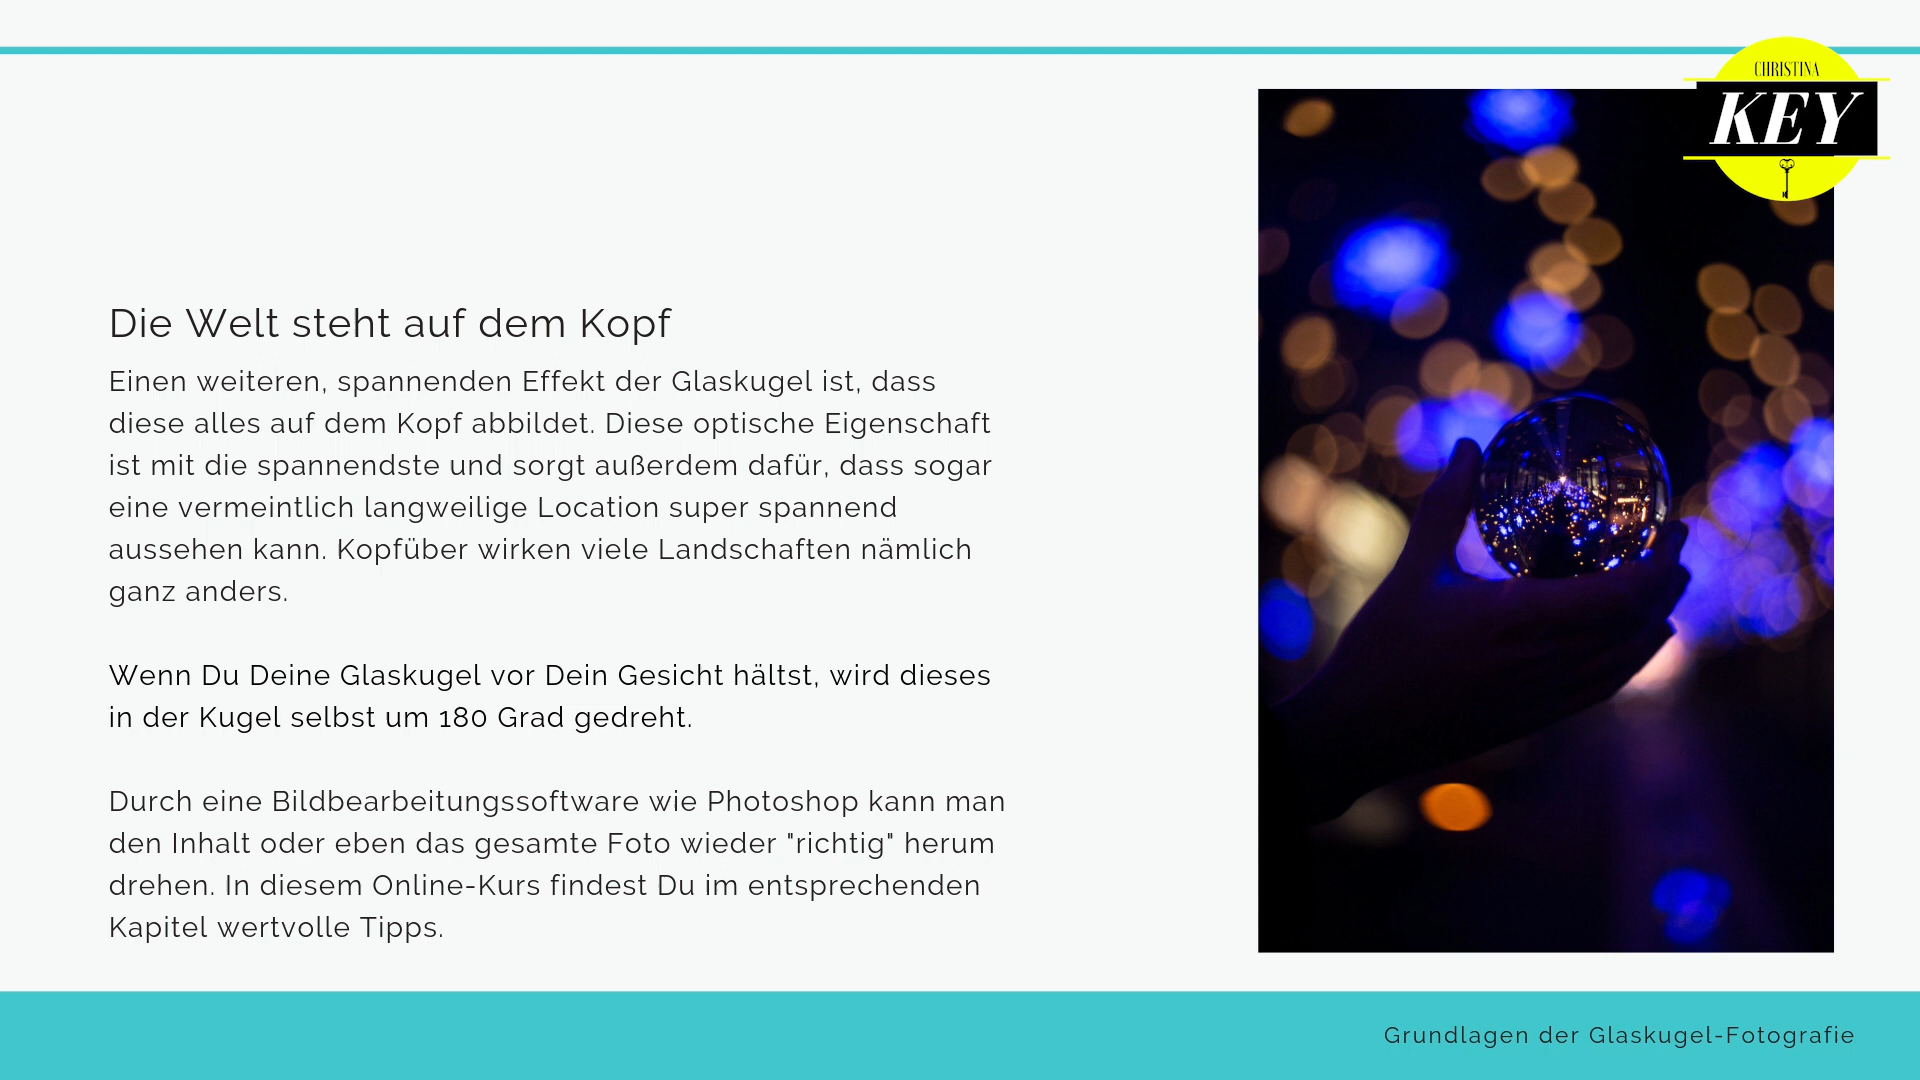 CHRISTINA
KEY
Die Welt steht auf dem Kopf
Einen weiteren, spannenden Effekt der Glaskugel ist, dass
diese alles auf dem Kopf abbildet. Diese optische Eigenschaft
ist mit die spannendste und sorgt außerdem dafür, dass sogar
eine vermeintlich langweilige Location super spannend
aussehen kann. Kopfüber wirken viele Landschaften nämlich
ganz anders.
Wenn Du Deine Glaskugel vor Dein Gesicht hältst, wird dieses
in der Kugel selbst um 180 Grad gedreht.
Durch eine Bildbearbeitungssoftware wie Photoshop kann man
den Inhalt oder eben das gesamte Foto wieder "richtig" herum
drehen. In diesem Online-Kurs findest Du im entsprechenden
Kapitel wertvolle Tipps.
Grundlagen der Glaskugel-Fotografie